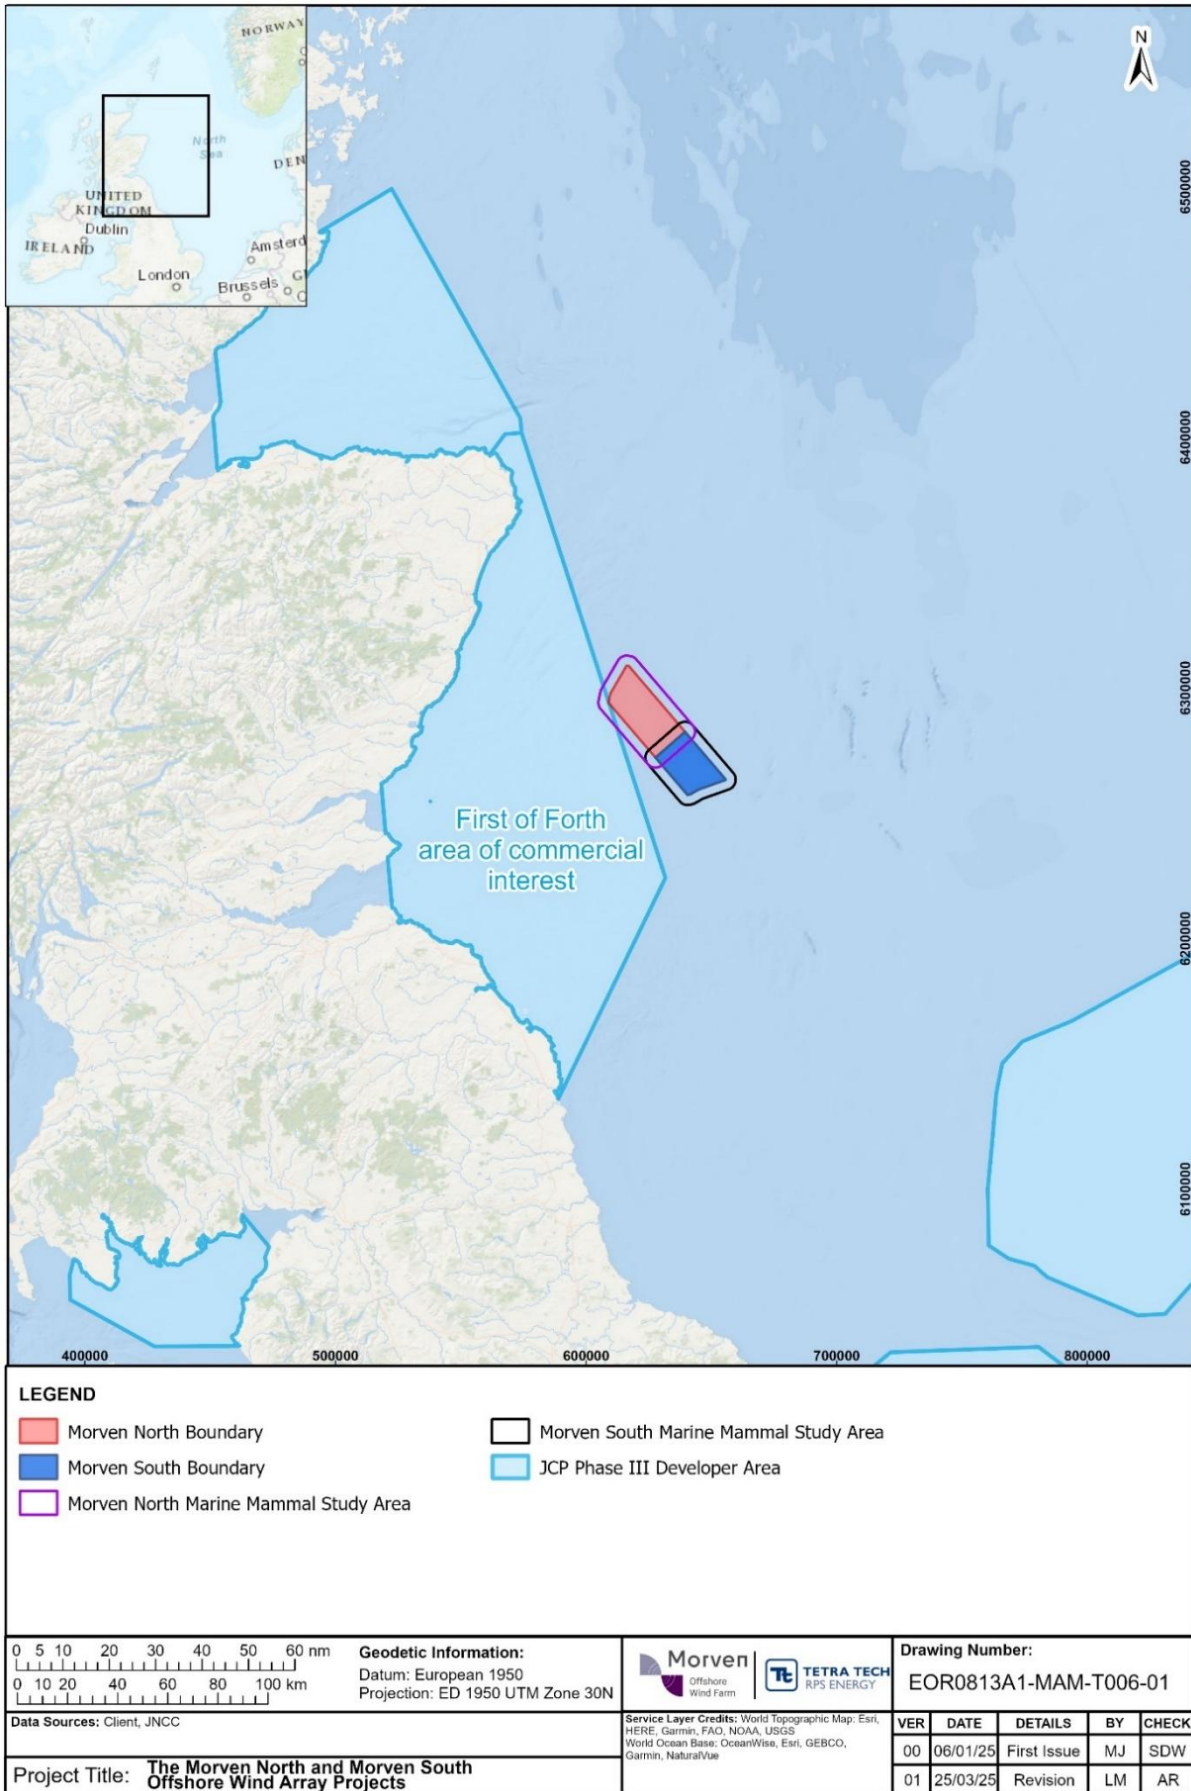 NORWAY
North
Sea
DEN
UNITED
KINGDOM
Dublin
IRELAND
Amsterd
London
Brussels
GI
C
N
6500000
6400000
6300000
6200000
6100000
First of Forth
area of commercial
interest
400000
500000
600000
700000
800000
LEGEND
Morven North Boundary
Morven South Boundary
Morven North Marine Mammal Study Area
Morven South Marine Mammal Study Area
JCP Phase III Developer Area
0 5 10 20 30 40 50 60 nm
0 10 20 40 60 80 100 km
Geodetic Information:
Datum: European 1950
Projection: ED 1950 UTM Zone 30N
Morven
Offshore
Wind Farm
Tt
TETRA TECH
RPS ENERGY
Drawing Number:
EOR0813A1-MAM-T006-01
Data Sources: Client, JNCC
Service Layer Credits: World Topographic Map: Esri,
HERE, Garmin, FAO, NOAA, USGS
World Ocean Base: OceanWise, Esri, GEBCO,
Garmin, NaturalVue
VER DATE DETAILS BY CHECK
00 06/01/25 First Issue MJ SDW
01 25/03/25 Revision LM AR
Project Title: The Morven North and Morven South
Offshore Wind Array Projects